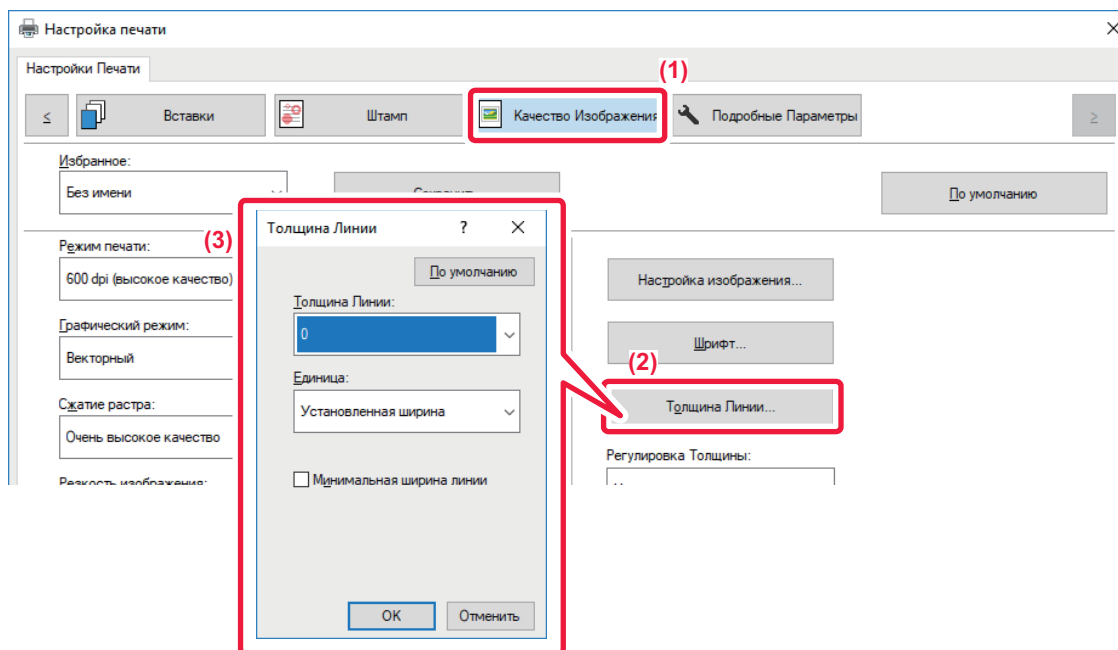 Настройка печати
Настройки Печати
(1)
<
Вставки
Штамп
Качество Изображения
Подробные Параметры
>
Избранное:
Без имени
По умолчанию
Режим печати:
(3)
600 dpi (высокое качество)
Графический режим:
Векторный
Сжатие растра:
Очень высокое качество
Резкость изображения:
Толщина Линии
?
По умолчанию
Толщина Линии:
0
Единица:
Установленная ширина
Минимальная ширина линии
OK
Отменить
Настройка изображения...
Шрифт...
(2)
Толщина Линии...
Регулировка Толщины: